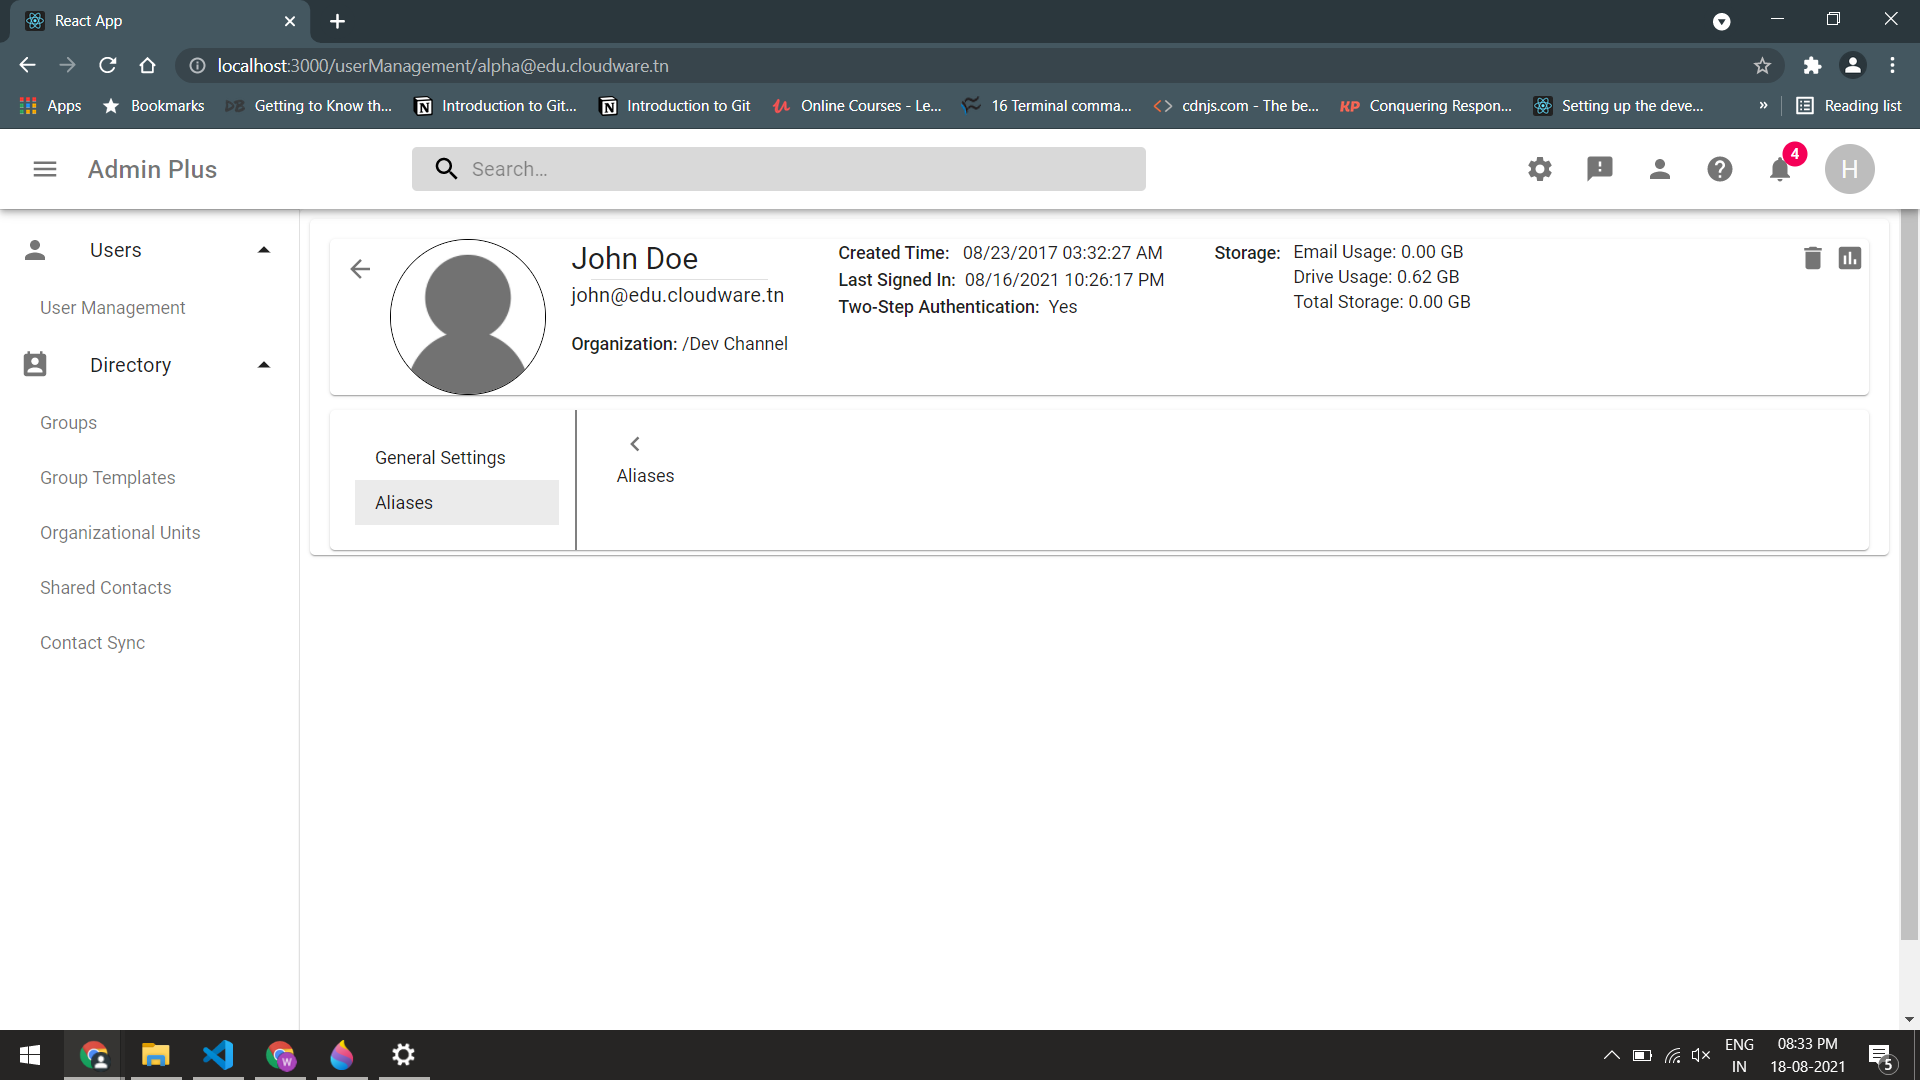 React App
localhost:3000/userManagement/alpha@edu.cloudware.tn
Apps Bookmarks DB Getting to Know th... Introduction to Git... Introduction to Git Online Courses - Le... 16 Terminal comma... cdnjs.com - The be... KP Conquering Respon... Setting up the deve... » Reading list
Admin Plus
Search...
4
H
Users
User Management
Directory
Groups
Group Templates
Organizational Units
Shared Contacts
Contact Sync
John Doe
john@edu.cloudware.tn
Organization: /Dev Channel
Created Time: 08/23/2017 03:32:27 AM
Last Signed In: 08/16/2021 10:26:17 PM
Two-Step Authentication: Yes
Storage: Email Usage: 0.00 GB
Drive Usage: 0.62 GB
Total Storage: 0.00 GB
General Settings
Aliases
Aliases
W
ENG
IN
08:33 PM
18-08-2021
5